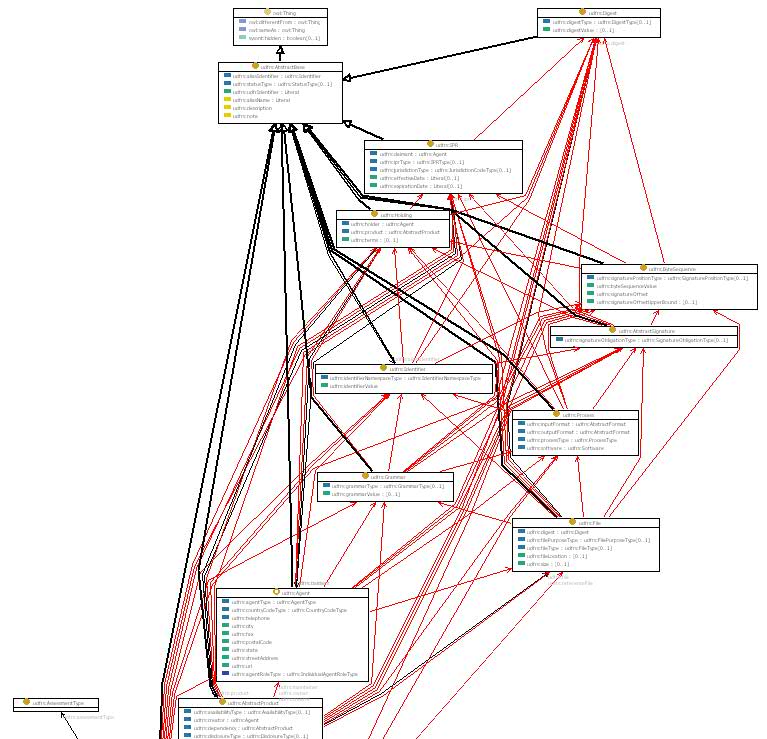 owl:Thing
owl:differentFrom : owl:Thing
owl:sameAs : owl:Thing
swont:hidden : boolean[0..1]
udfrs:Digest
udfrs:digestType : udfrs:DigestType[0..1]
udfrs:digestValue : [0..1]
udfrs:AbstractBase
udfrs:aliasIdentifier : udfrs:Identifier
udfrs:statusType : udfrs:StatusType[0..1]
udfrs:udfrIdentifier : Literal
udfrs:aliasName : Literal
udfrs:description
udfrs:note
udfrs:IPR
udfrs:claimant : udfrs:Agent
udfrs:iprType : udfrs:IPRType[0..1]
udfrs:jurisdictionType : udfrs:JurisdictionCodeType[0..1]
udfrs:effectiveDate : Literal[0..1]
udfrs:expirationDate : Literal[0..1]
udfrs:Holding
udfrs:holder : udfrs:Agent
udfrs:product : udfrs:AbstractProduct
udfrs:terms : [0..1]
udfrs:ByteSequence
udfrs:signaturePositionType : udfrs:SignaturePositionType[0..1]
udfrs:byteSequenceValue
udfrs:signatureOffset
udfrs:signatureOffsetUpperBound : [0..1]
udfrs:AbstractSignature
udfrs:signatureObligationType : udfrs:SignatureObligationType[0..1]
udfrs:Identifier
udfrs:identifierNamespaceType : udfrs:IdentifierNamespaceType
udfrs:identifierValue
udfrs:Process
udfrs:inputFormat : udfrs:AbstractFormat
udfrs:outputFormat : udfrs:AbstractFormat
udfrs:processType : udfrs:ProcessType
udfrs:software : udfrs:Software
udfrs:Grammar
udfrs:grammarType : udfrs:GrammarType[0..1]
udfrs:grammarValue : [0..1]
udfrs:File
udfrs:digest : udfrs:Digest
udfrs:filePurposeType : udfrs:FilePurposeType[0..1]
udfrs:fileType : udfrs:FileType[0..1]
udfrs:fileLocation : [0..1]
udfrs:size : [0..1]
udfrs:Agent
udfrs:agentType : udfrs:AgentType
udfrs:countryCodeType : udfrs:CountryCodeType
udfrs:telephone
udfrs:city
udfrs:fax
udfrs:postalCode
udfrs:state
udfrs:streetAddress
udfrs:url
udfrs:agentRoleType : udfrs:IndividualAgentRoleType
udfrs:AssessmentType
udfrs:assessmentType
udfrs:AbstractProduct
udfrs:availabilityType : udfrs:AvailabilityType[0..1]
udfrs:creator : udfrs:Agent
udfrs:dependency : udfrs:AbstractProduct
udfrs:disclosureType : udfrs:DisclosureType[0..1]